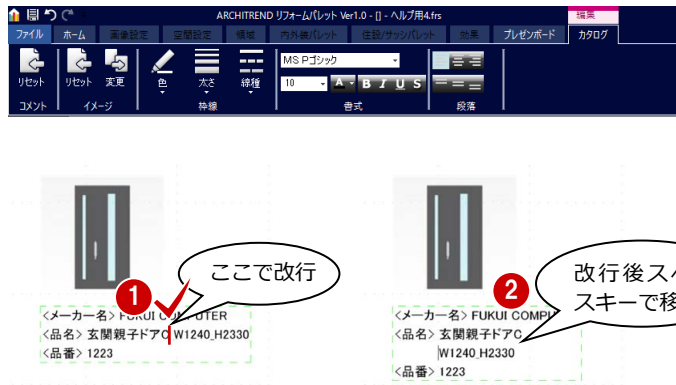 ARCHITREND リフォームパレット Ver1.0 - [] - ヘルプ用4.frs
編集
ファイル ホーム 画像設定 空間設定 領域 内外装パレット 住設/サッシパレット 効果 プレゼンボード カタログ
リセット リセット 変更 色 太さ 線種
MS Pゴシック
10 A B I U S
コメント イメージ 枠線 書式 段落
ここで改行
1
<メーカー名> FUKUI COMPUTER
<品名> 玄関親子ドアC W1240_H2330
<品番> 1223
2
改行後スペ
スキーで移
<メーカー名> FUKUI COMPU
<品名> 玄関親子ドアC
W1240_H2330
<品番> 1223